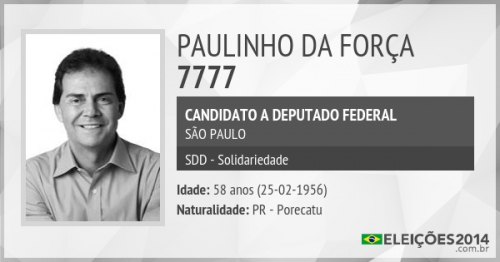 PAULINHO DA FORÇA
7777
CANDIDATO A DEPUTADO FEDERAL
SÃO PAULO
SDD - Solidariedade
Idade: 58 anos (25-02-1956)
Naturalidade: PR - Porecatu
ELEIÇÕES2014
.com.br